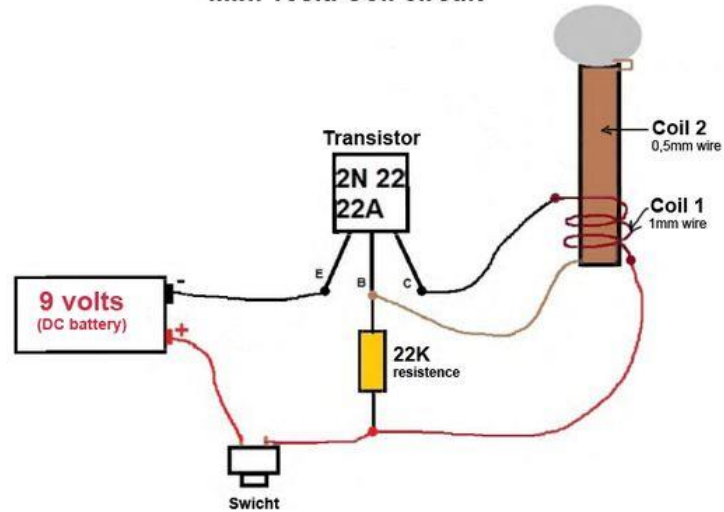 Transistor
2N 22
22A
Coil 2
0,5mm wire
Coil 1
1mm wire
E
B
C
9 volts
(DC battery)
-
+
22K
resistence
Swicht